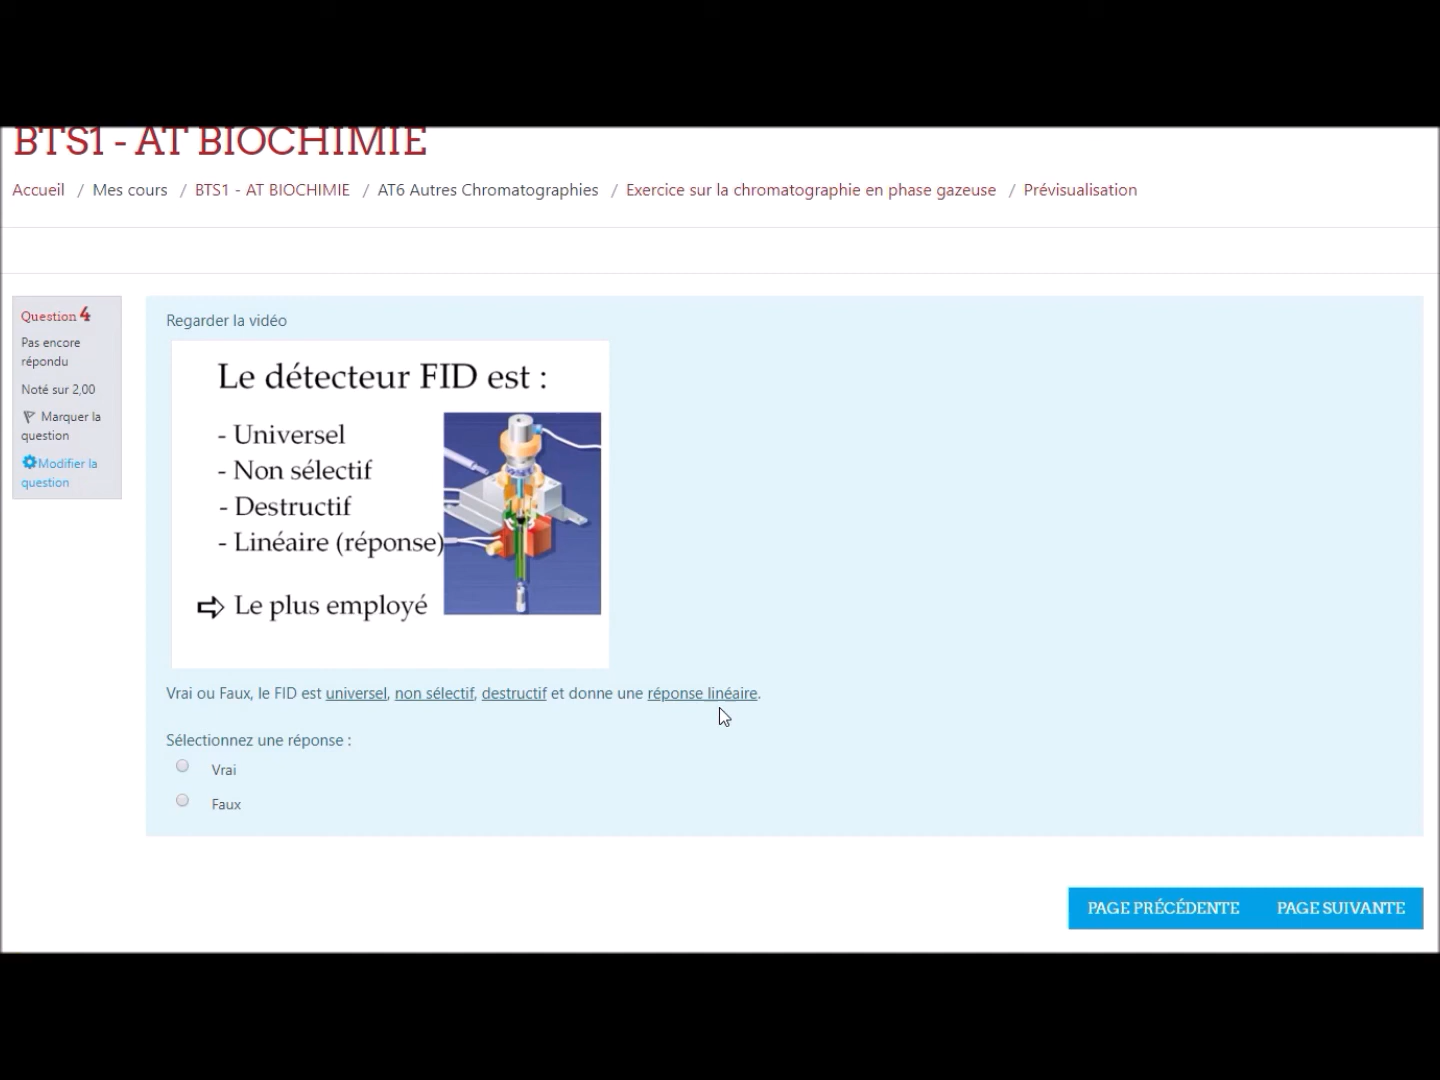 BTS1 - AT BIOCHIMIE
Accueil / Mes cours / BTS1 - AT BIOCHIMIE / AT6 Autres Chromatographies / Exercice sur la chromatographie en phase gazeuse / Prévisualisation
Question 4
Pas encore
répondu
Noté sur 2,00
Marquer la
question
Modifier la
question
Regarder la vidéo
Le détecteur FID est :
- Universel
- Non sélectif
- Destructif
- Linéaire (réponse)
⇨ Le plus employé
Vrai ou Faux, le FID est universel, non sélectif, destructif et donne une réponse linéaire.
Sélectionnez une réponse :
Vrai
Faux
PAGE PRÉCÉDENTE
PAGE SUIVANTE